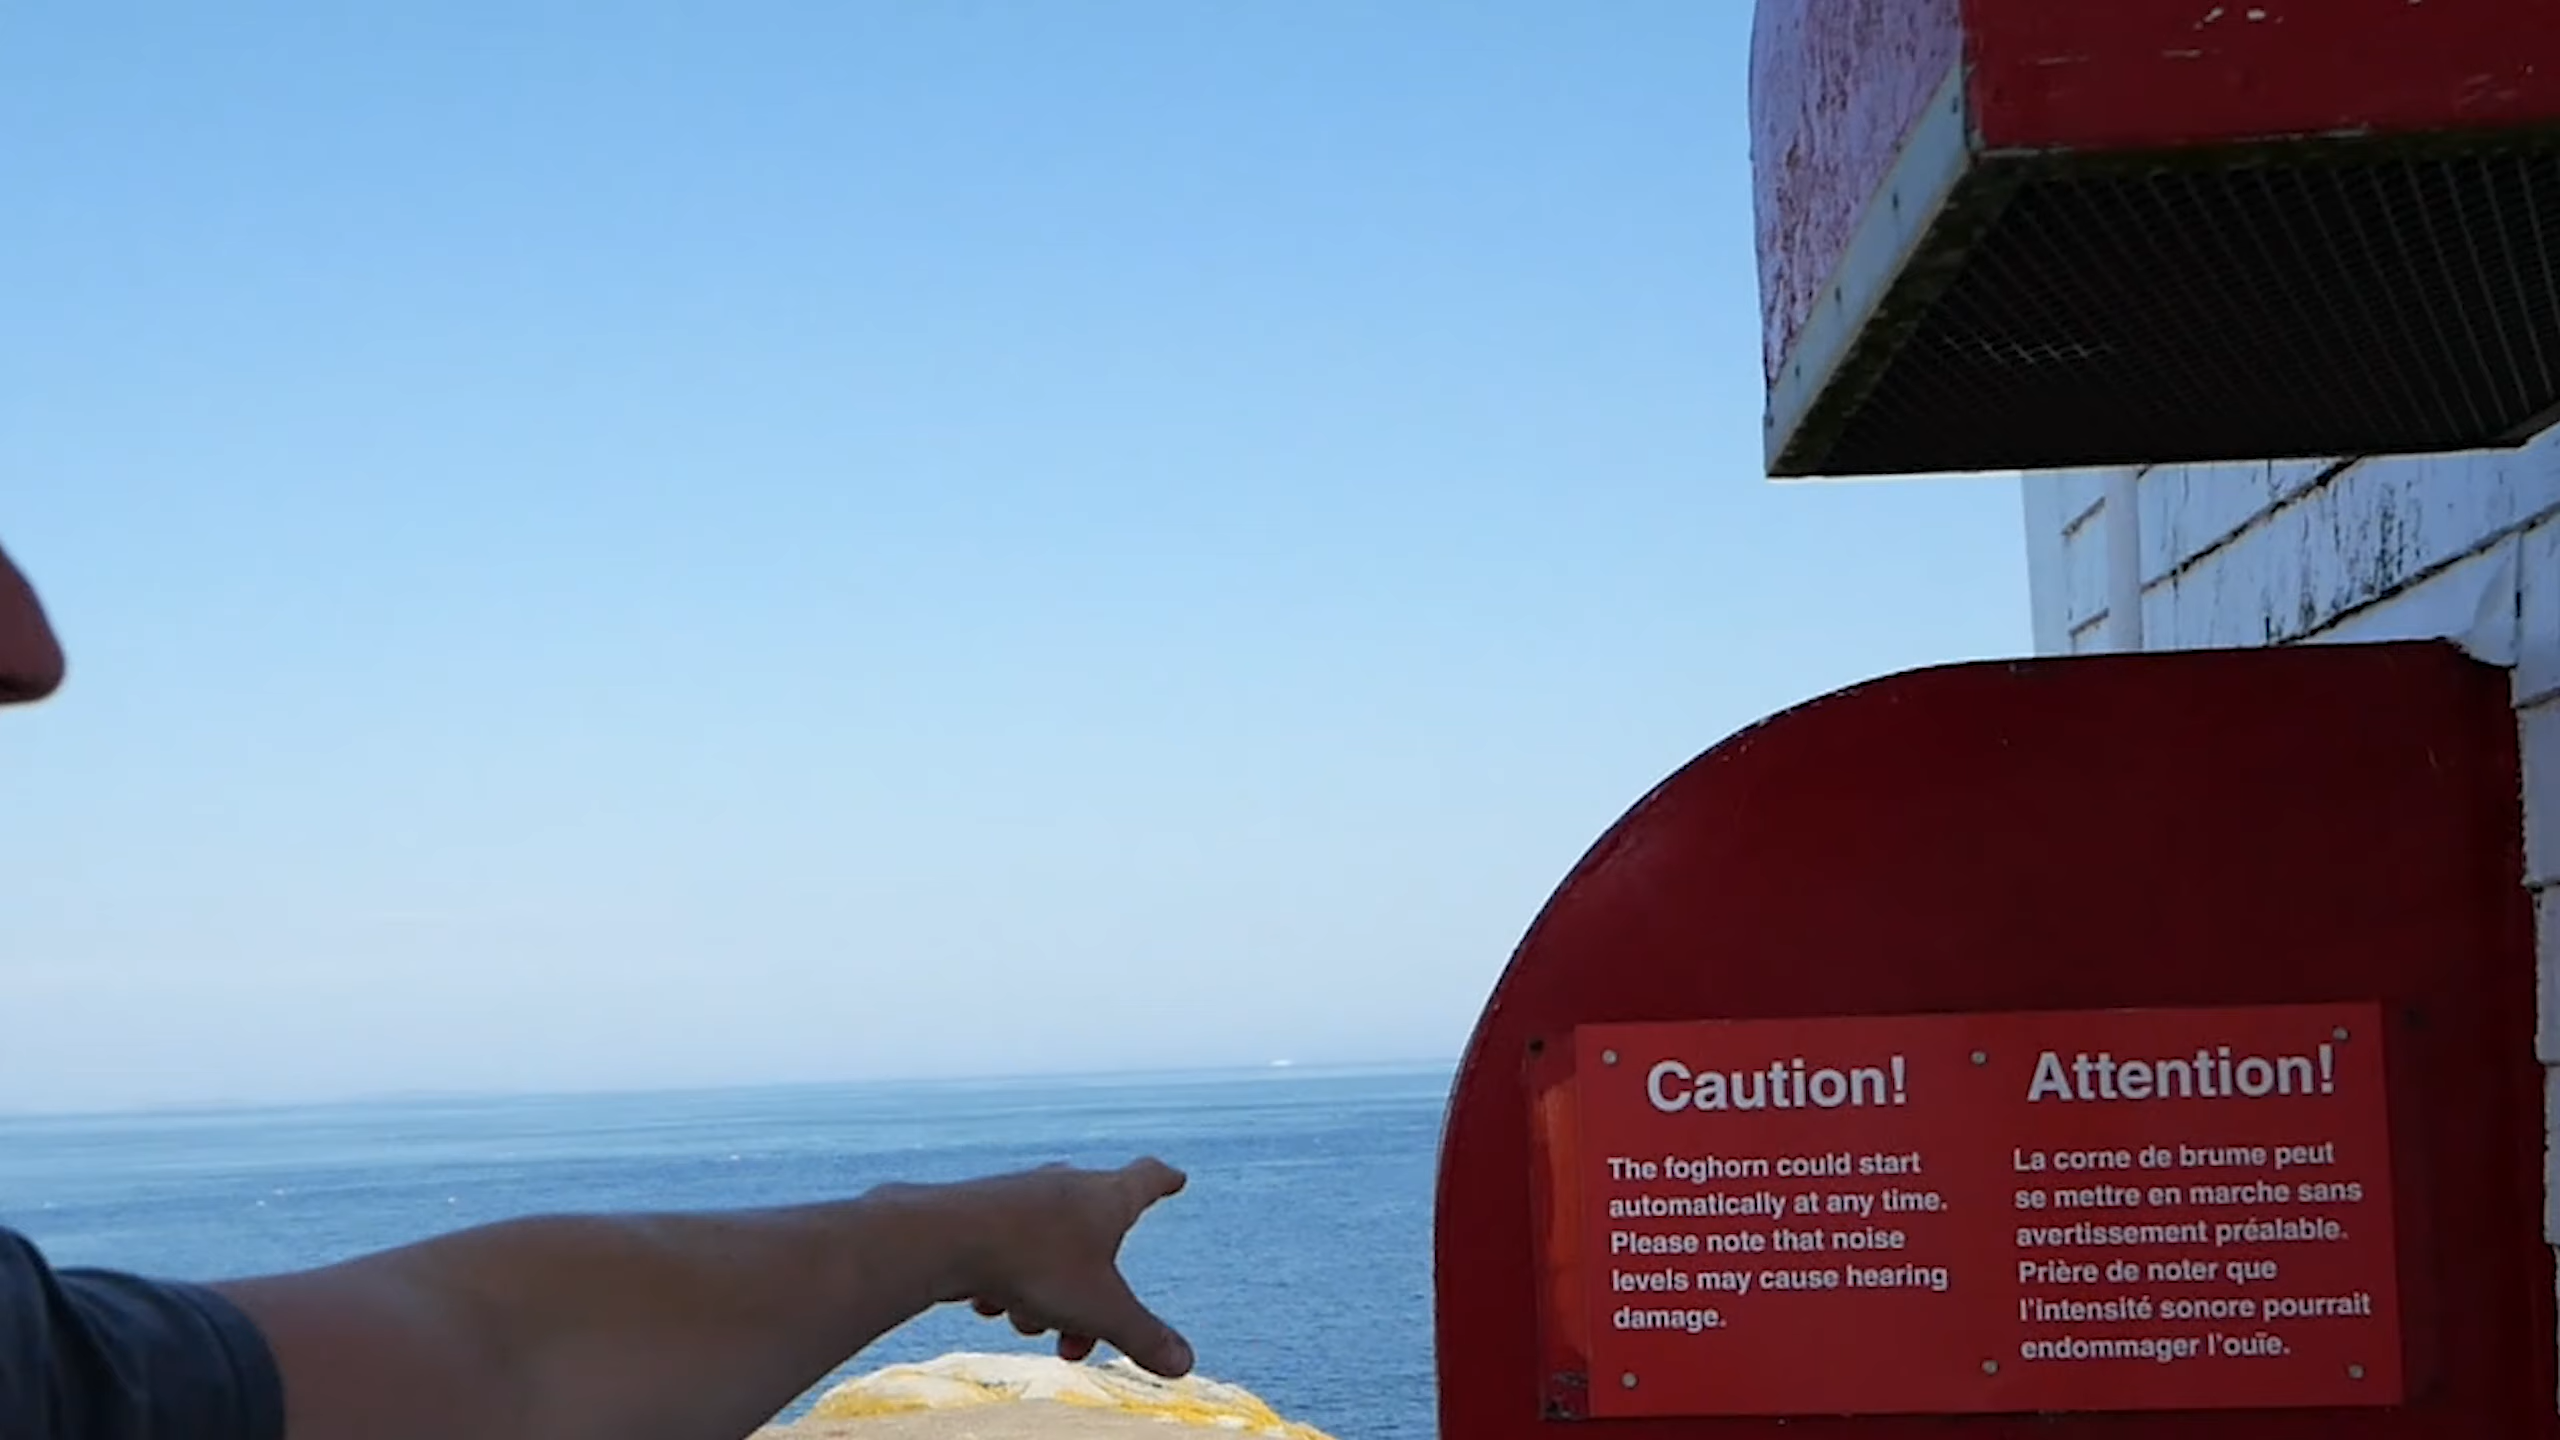 Caution!
The foghorn could start
automatically at any time.
Please note that noise
levels may cause hearing
damage.
Attention!
La corne de brume peut
se mettre en marche sans
avertissement préalable.
Prière de noter que
l'intensité sonore pourrait
endommager l'ouïe.